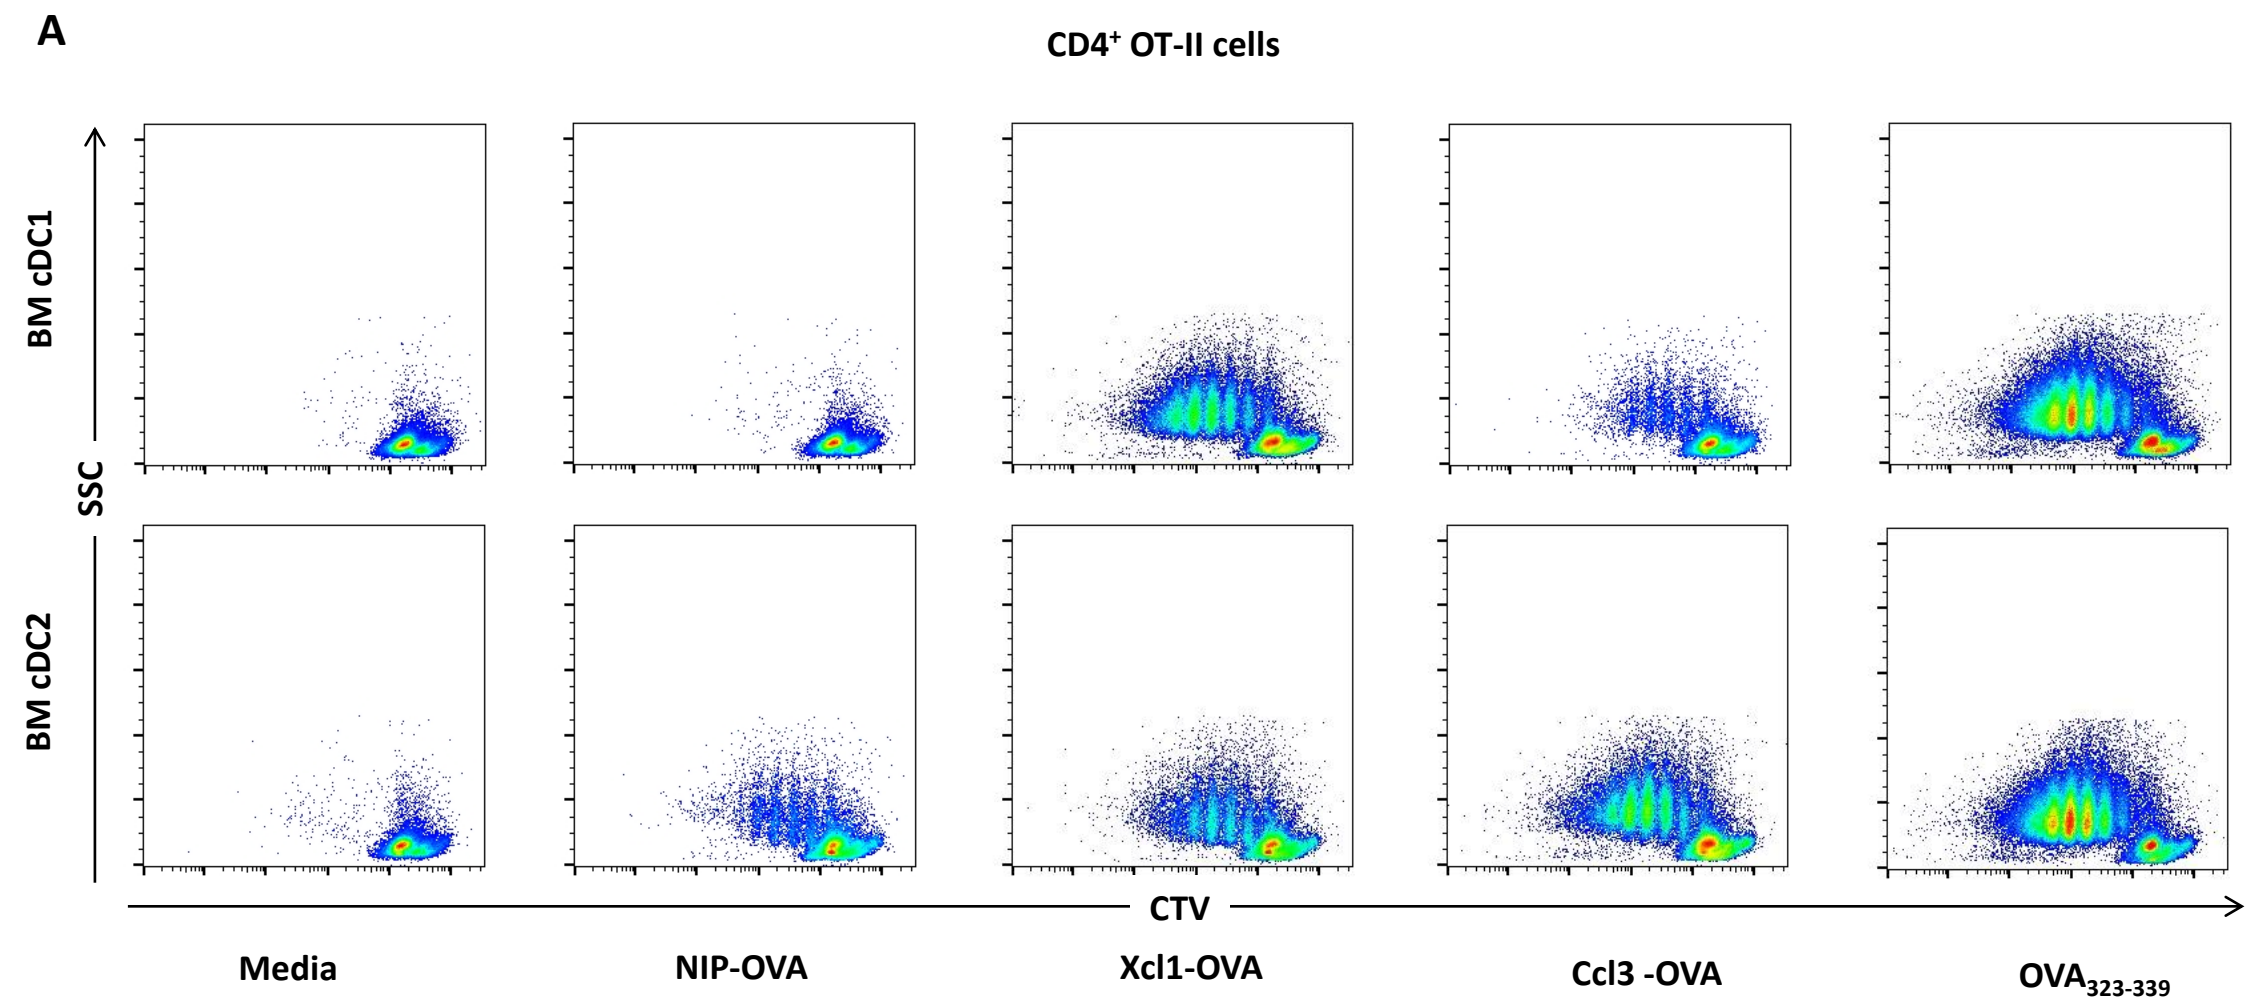 A
CD4⁺ OT-II cells
BM cDC1
SSC
BM cDC2
CTV
Media
NIP-OVA
Xcl1-OVA
Ccl3 -OVA
OVA₃₂₃₋₃₃₉